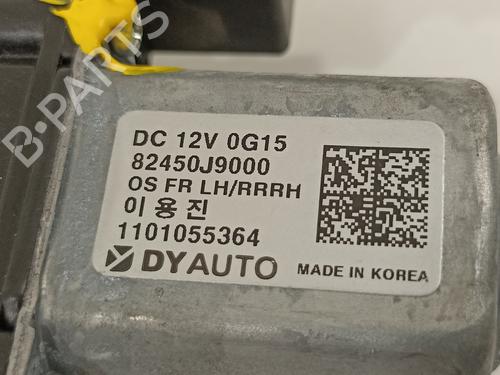 B-PARTS
DC 12V 0G15
82450J9000
OS FR LH/RRRH
이용진
1101055364
DYAUTO MADE IN KOREA